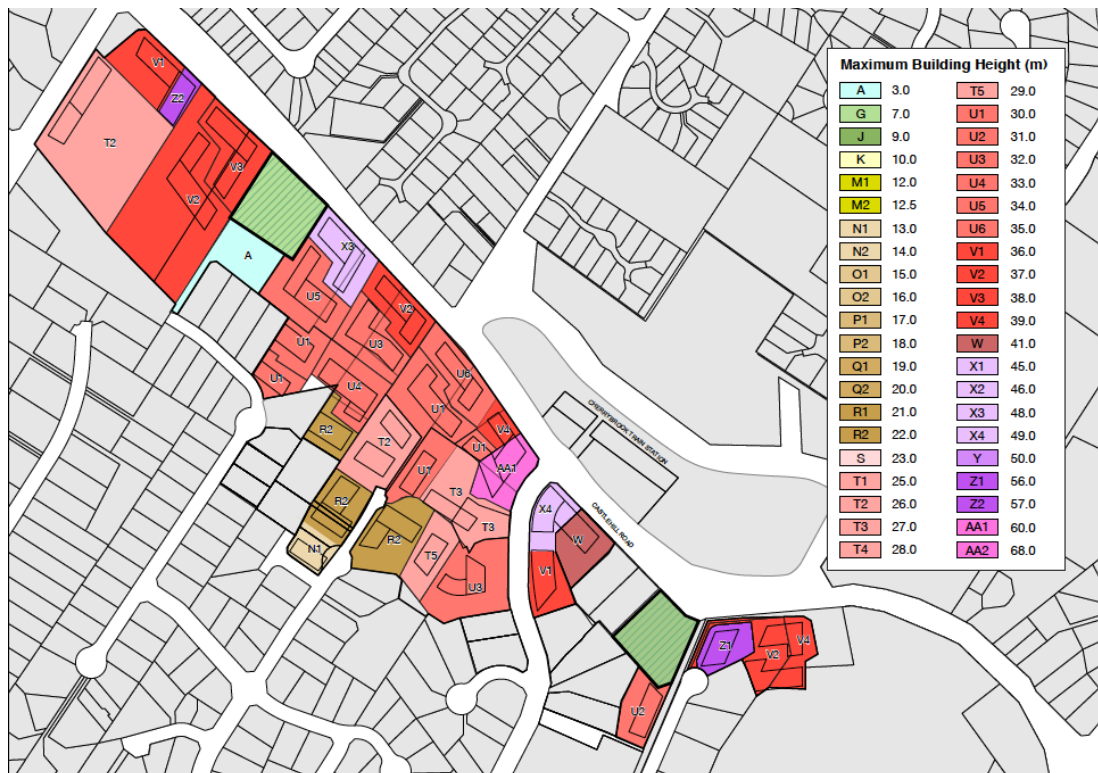 Maximum Building Height (m)
A 3.0 T5 29.0
G 7.0 U1 30.0
J 9.0 U2 31.0
K 10.0 U3 32.0
M1 12.0 U4 33.0
M2 12.5 U5 34.0
N1 13.0 U6 35.0
N2 14.0 V1 36.0
O1 15.0 V2 37.0
O2 16.0 V3 38.0
P1 17.0 V4 39.0
P2 18.0 W 41.0
Q1 19.0 X1 45.0
Q2 20.0 X2 46.0
R1 21.0 X3 48.0
R2 22.0 X4 49.0
S 23.0 Y 50.0
T1 25.0 Z1 56.0
T2 26.0 Z2 57.0
T3 27.0 AA1 60.0
T4 28.0 AA2 68.0
V1
Z2
T2
V3
V2
A
X3
U5
V2
U1
U3
U6
U1
U4
U1
R2
T2
U1
V4
U1
AA1
T3
R2
T3
R2
N1
T5
U3
X4
W
V1
CHERRYBROOK TRAIN STATION
CASTLEHILL ROAD
Z1
V2
V4
U2